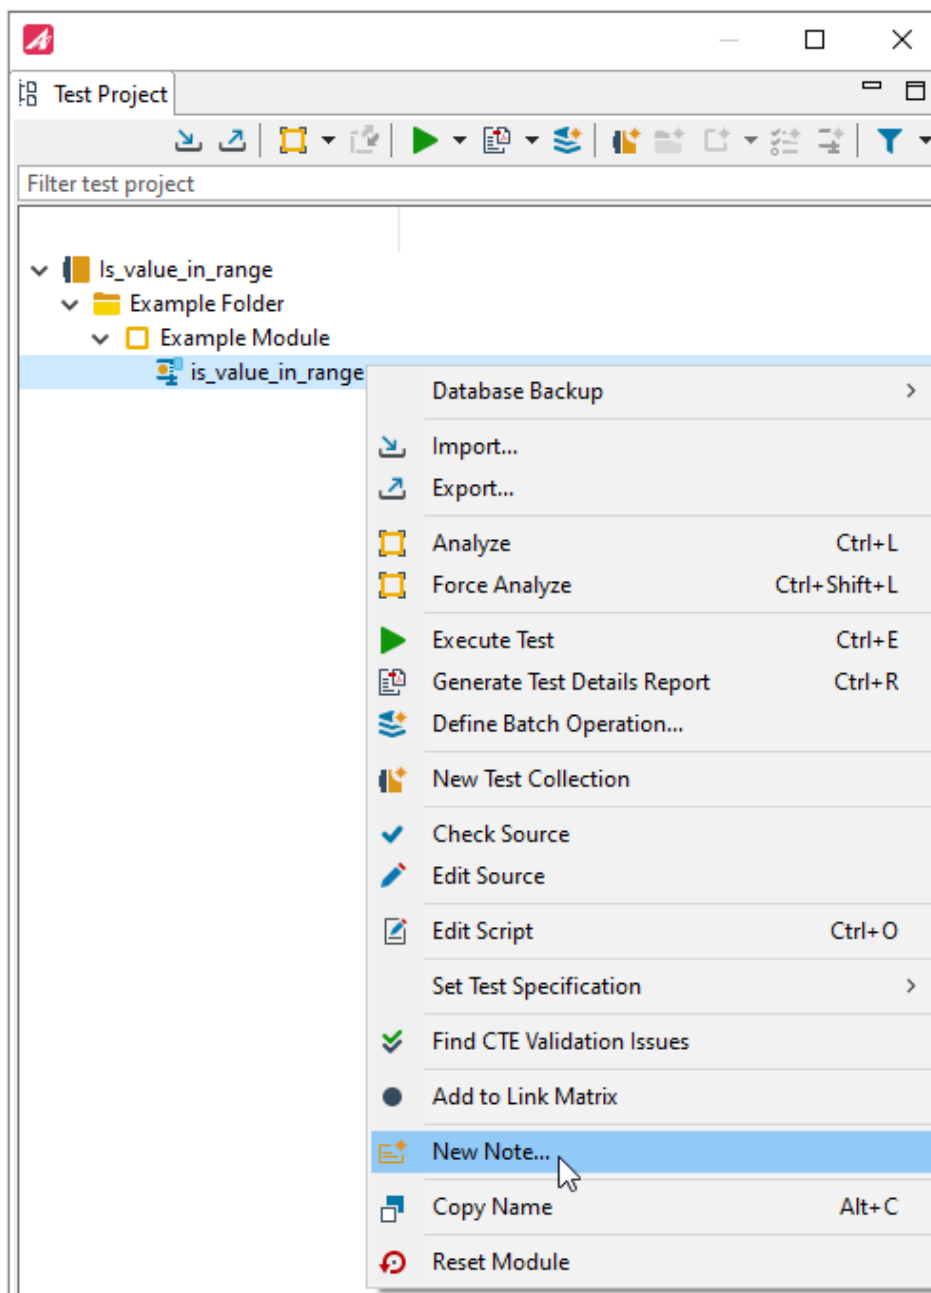 Test Project
Filter test project
Is_value_in_range
Example Folder
Example Module
is_value_in_range
Database Backup
Import...
Export...
Analyze Ctrl+L
Force Analyze Ctrl+Shift+L
Execute Test Ctrl+E
Generate Test Details Report Ctrl+R
Define Batch Operation...
New Test Collection
Check Source
Edit Source
Edit Script Ctrl+O
Set Test Specification
Find CTE Validation Issues
Add to Link Matrix
New Note...
Copy Name Alt+C
Reset Module